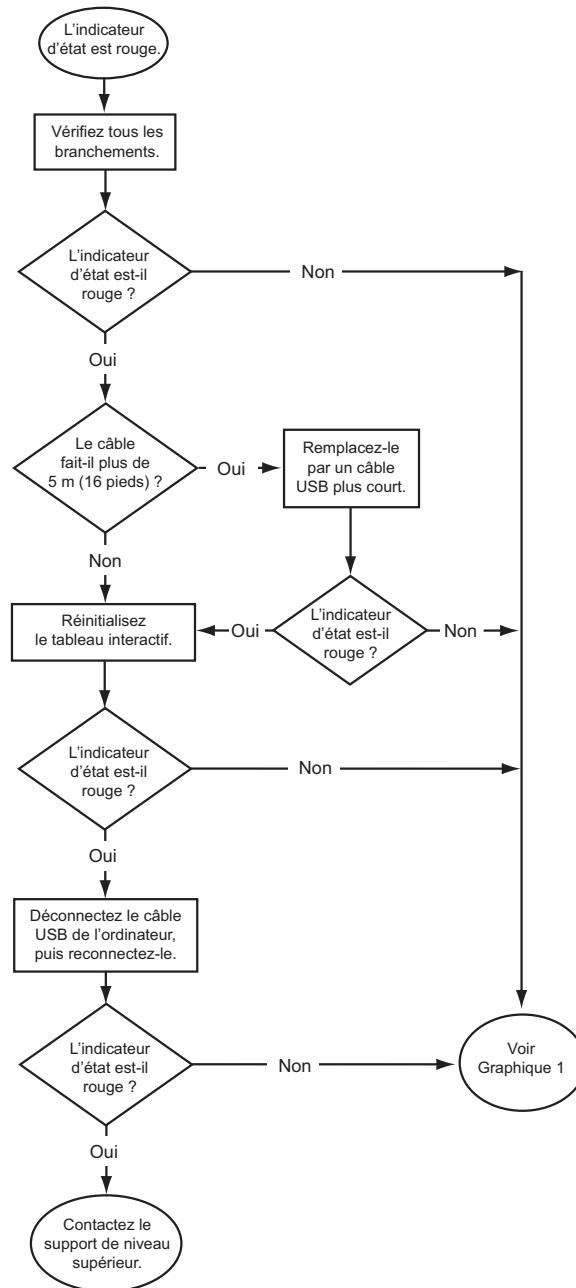 L'indicateur
d'état est rouge.
Vérifiez tous les
branchements.
L'indicateur
d'état est-il
rouge ?
Non
Oui
Le câble
fait-il plus de
5 m (16 pieds) ?
Oui
Remplacez-le
par un câble
USB plus court.
Non
L'indicateur
d'état est-il
rouge ?
Oui
Non
Réinitialisez
le tableau interactif.
L'indicateur
d'état est-il
rouge ?
Non
Oui
Déconnectez le câble
USB de l'ordinateur,
puis reconnectez-le.
L'indicateur
d'état est-il
rouge ?
Non
Voir
Graphique 1
Oui
Contactez le
support de niveau
supérieur.